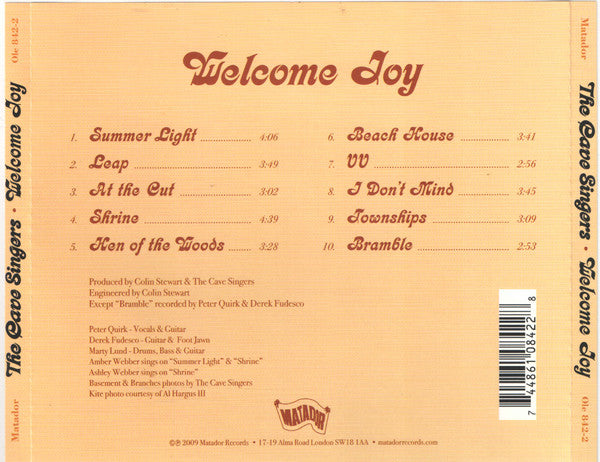 Welcome Joy
1. Summer Light 4:06
2. Leap 3:49
3. At the Cut 3:02
4. Shrine 4:39
5. Hen of the Woods 3:28
6. Beach House 3:41
7. VV 2:56
8. I Don't Mind 3:45
9. Townships 3:09
10. Bramble 2:53
Produced by Colin Stewart & The Cave Singers
Engineered by Colin Stewart
Except "Bramble" recorded by Peter Quirk & Derek Fudesco
Peter Quirk - Vocals & Guitar
Derek Fudesco - Guitar & Foot Jawn
Marty Lund - Drums, Bass & Guitar
Amber Webber sings on "Summer Light" & "Shrine"
Ashley Webber sings on "Shrine"
Basement & Branches photos by The Cave Singers
Kite photo courtesy of Al Hargus III
MATADOR
©℗ 2009 Matador Records • 17-19 Alma Road London SW18 1AA • matadorrecords.com
7 44861 08422 8
Matador The Cave Singers • Welcome Joy Ole 842-2
Matador The Cave Singers • Welcome Joy Ole 842-2